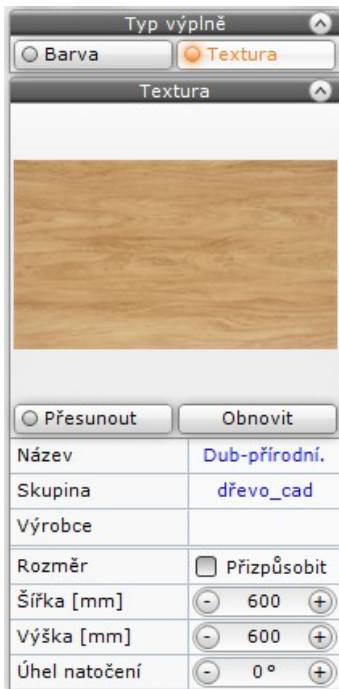 Typ výplně
Barva Textura
Textura
Přesunout Obnovit
Název Dub-přírodní.
Skupina dřevo_cad
Výrobce
Rozměr Přizpůsobit
Šířka [mm] - 600 +
Výška [mm] - 600 +
Úhel natočení - 0° +